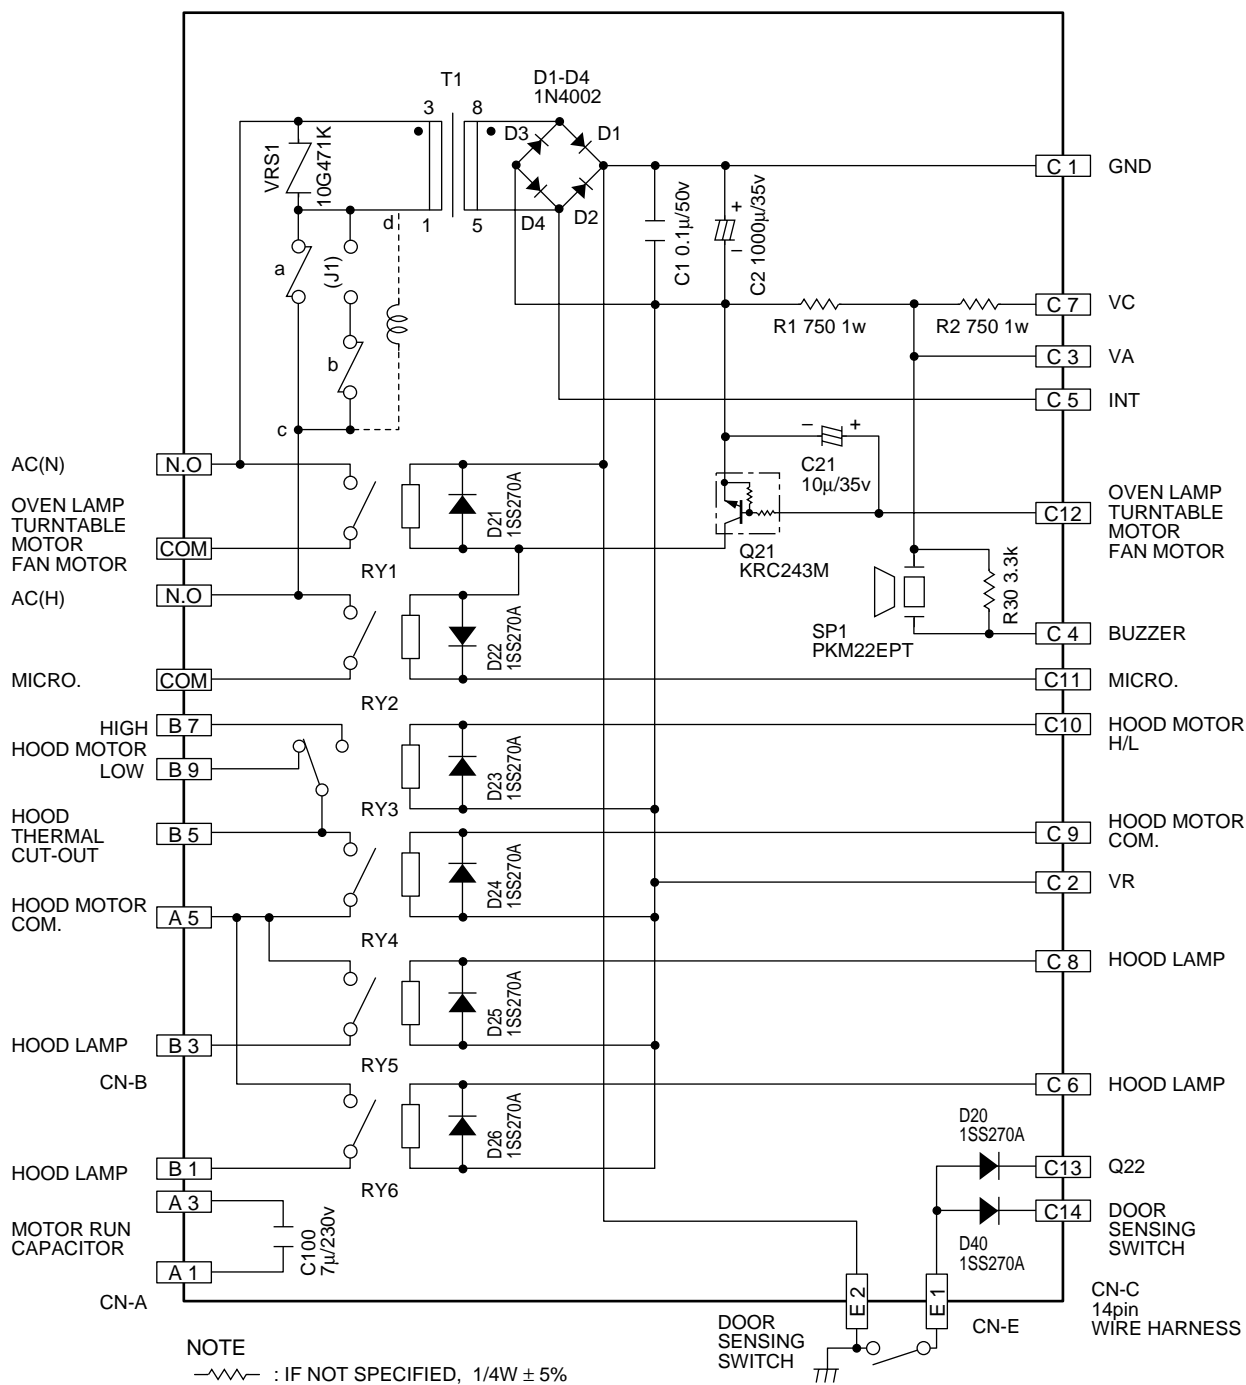 T1
D1-D4
1N4002
3
8
D3
D1
VRS1
10G471K
C 1
GND
1
5
D4
D2
d
a
(J1)
b
c
C1 0.1µ/50v
C2 1000µ/35v
+
−
R1 750 1w
R2 750 1w
C 7
VC
C 3
VA
C 5
INT
AC(N)
N.O
OVEN LAMP
TURNTABLE
MOTOR
FAN MOTOR
COM
RY1
D21
1SS270A
− +
C21
10µ/35v
Q21
KRC243M
C12
OVEN LAMP
TURNTABLE
MOTOR
FAN MOTOR
AC(H)
N.O
MICRO.
COM
RY2
D22
1SS270A
SP1
PKM22EPT
R30 3.3k
C 4
BUZZER
C11
MICRO.
HIGH
B 7
HOOD MOTOR
LOW
B 9
RY3
D23
1SS270A
C10
HOOD MOTOR
H/L
HOOD
THERMAL
CUT-OUT
B 5
D24
1SS270A
C 9
HOOD MOTOR
COM.
C 2
VR
HOOD MOTOR
COM.
A 5
RY4
D25
1SS270A
C 8
HOOD LAMP
HOOD LAMP
B 3
CN-B
RY5
D26
1SS270A
C 6
HOOD LAMP
HOOD LAMP
B 1
RY6
D20
1SS270A
C13
Q22
A 3
MOTOR RUN
CAPACITOR
A 1
C100
7µ/230v
CN-A
C14
DOOR
SENSING
SWITCH
D40
1SS270A
E 2
E 1
CN-E
CN-C
14pin
WIRE HARNESS
DOOR
SENSING
SWITCH
NOTE
: IF NOT SPECIFIED, 1/4W ± 5%